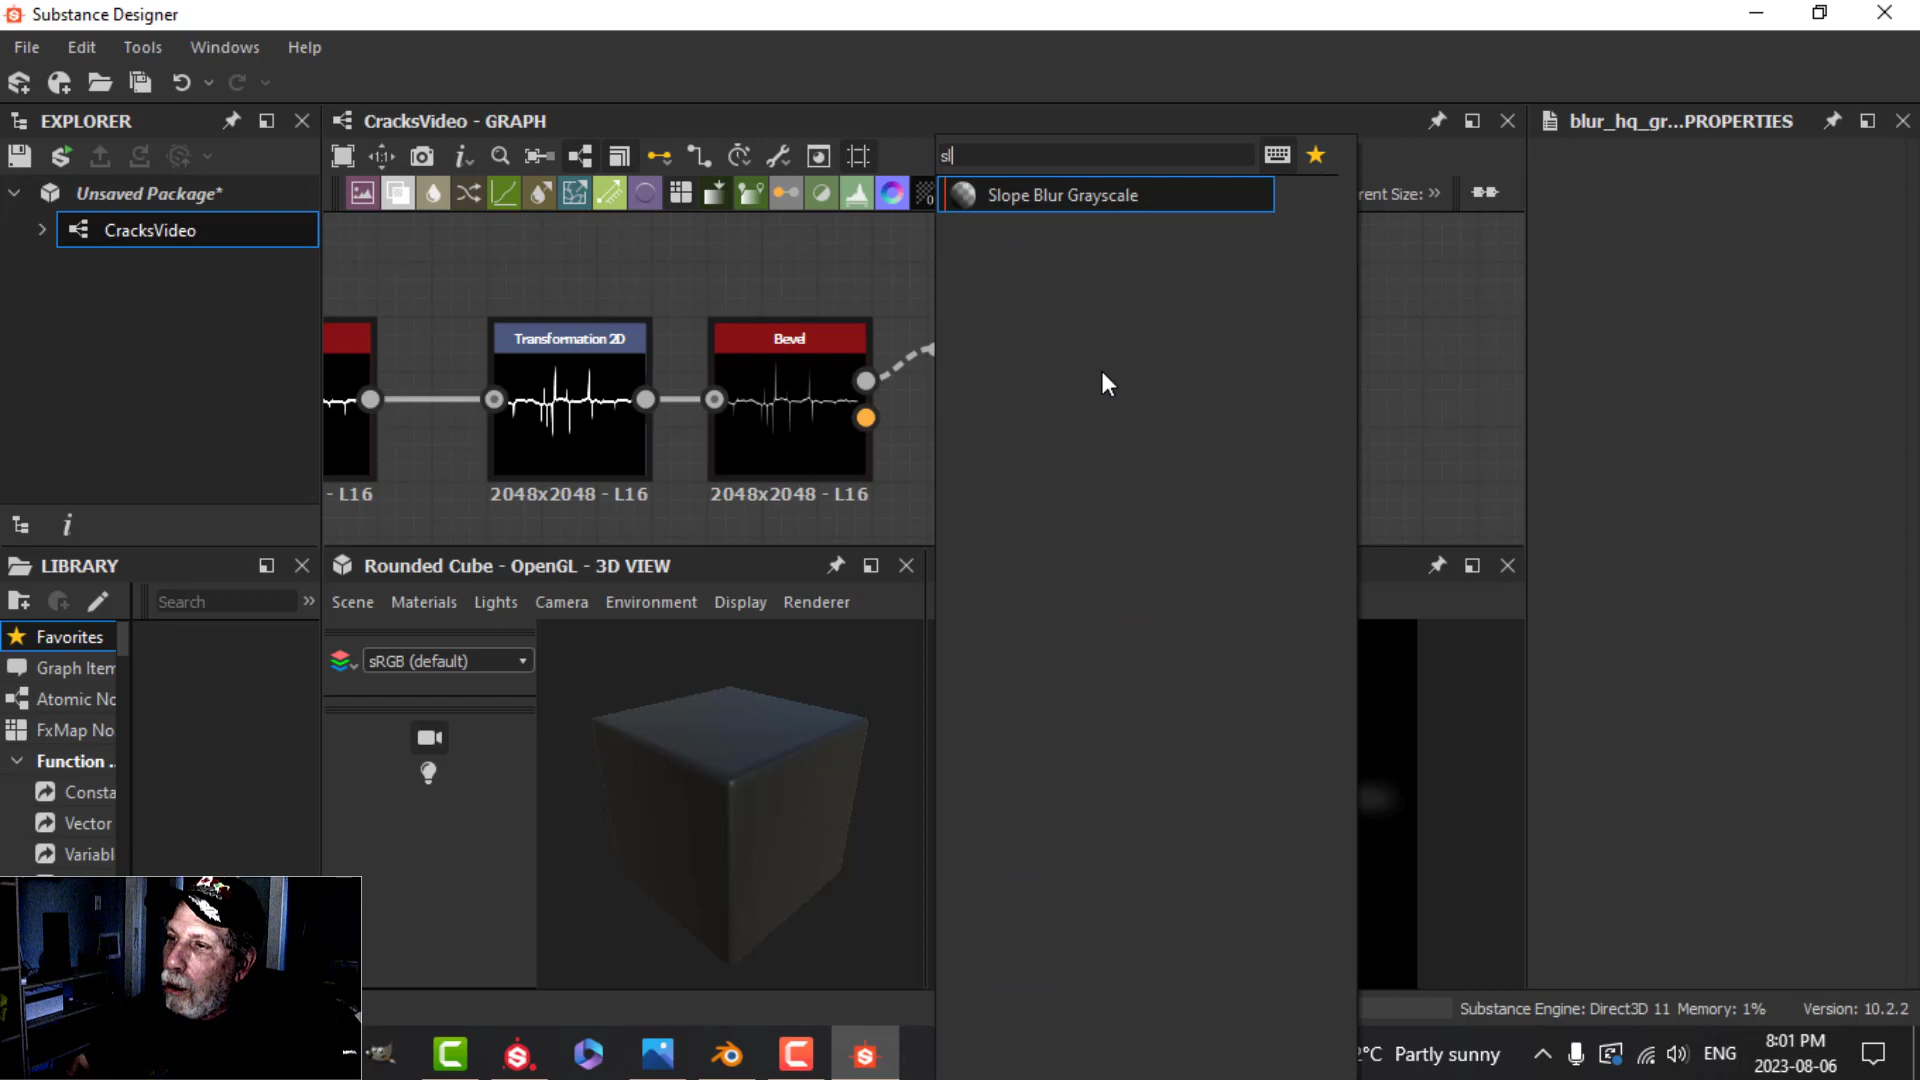 Substance Designer
File Edit Tools Windows Help
EXPLORER
CracksVideo - GRAPH
blur_hq_gr...PROPERTIES
sl
Unsaved Package*
Slope Blur Grayscale
rent Size: »
CracksVideo
Transformation 2D
Bevel
- L16
2048x2048 - L16
2048x2048 - L16
LIBRARY
Rounded Cube - OpenGL - 3D VIEW
Search »
Scene Materials Lights Camera Environment Display Renderer
Favorites
Graph Item
sRGB (default)
Atomic No
FxMap No
Function ..
Consta
Vector
Variabl
Substance Engine: Direct3D 11 Memory: 1% Version: 10.2.2
°C Partly sunny
ENG
8:01 PM
2023-08-06